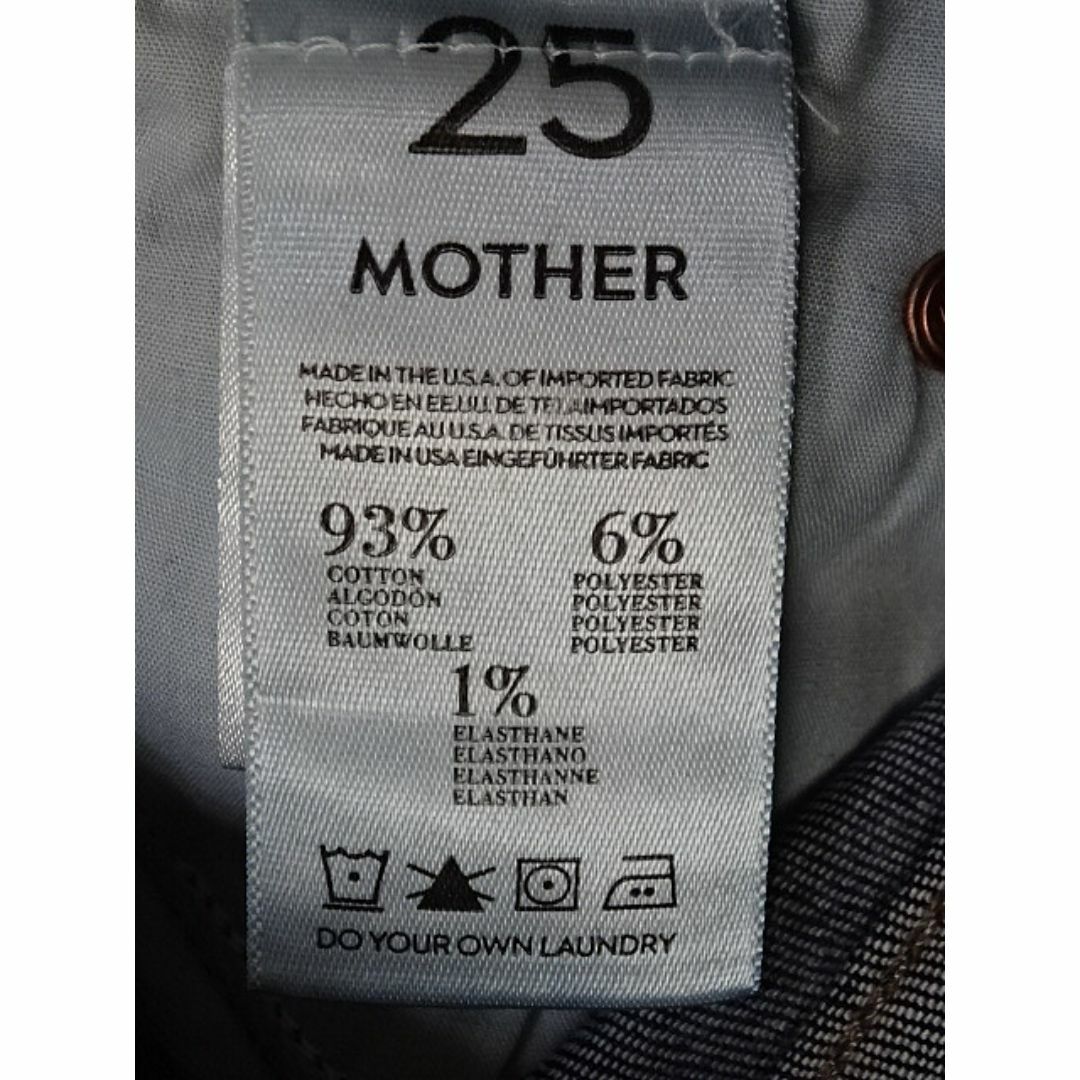 25
MOTHER
MADE IN THE U.S.A. OF IMPORTED FABRIC
HECHO EN EE.UU. DE TELA IMPORTADOS
FABRIQUE AU U.S.A. DE TISSUS IMPORTÉS
MADE IN USA EINGEFÜHRTER FABRIC
93% 6%
COTTON POLYESTER
ALGODÓN POLYESTER
COTON POLYESTER
BAUMWOLLE POLYESTER
1%
ELASTHANE
ELASTHANO
ELASTHANNE
ELASTHAN
DO YOUR OWN LAUNDRY